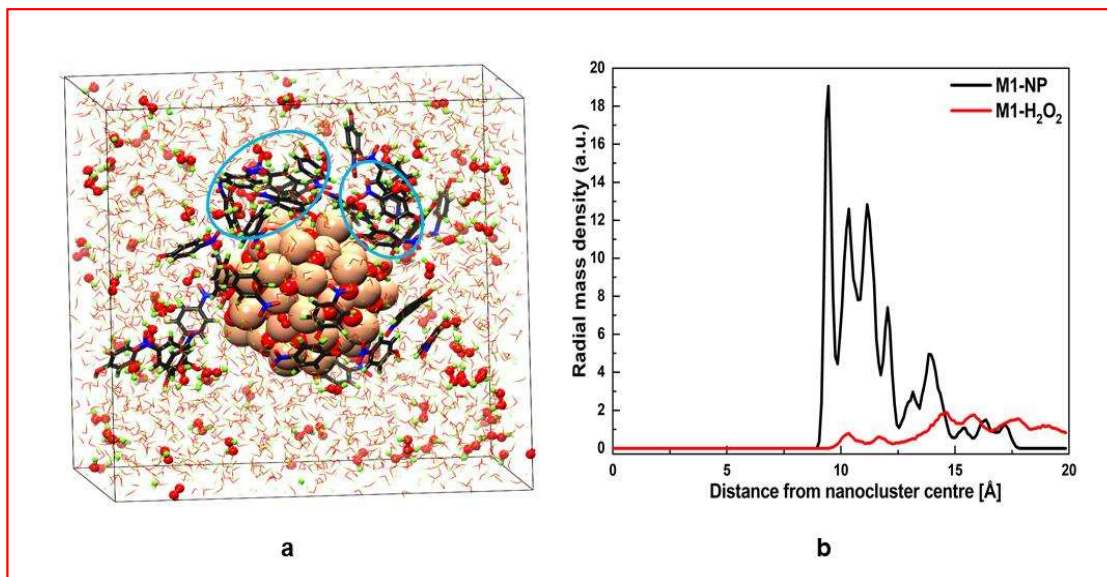 20
18
16
14
12
10
8
6
4
2
0
Radial mass density (a.u.)
M1-NP
M1-H₂O₂
0 5 10 15 20
Distance from nanocluster centre [Å]
a b